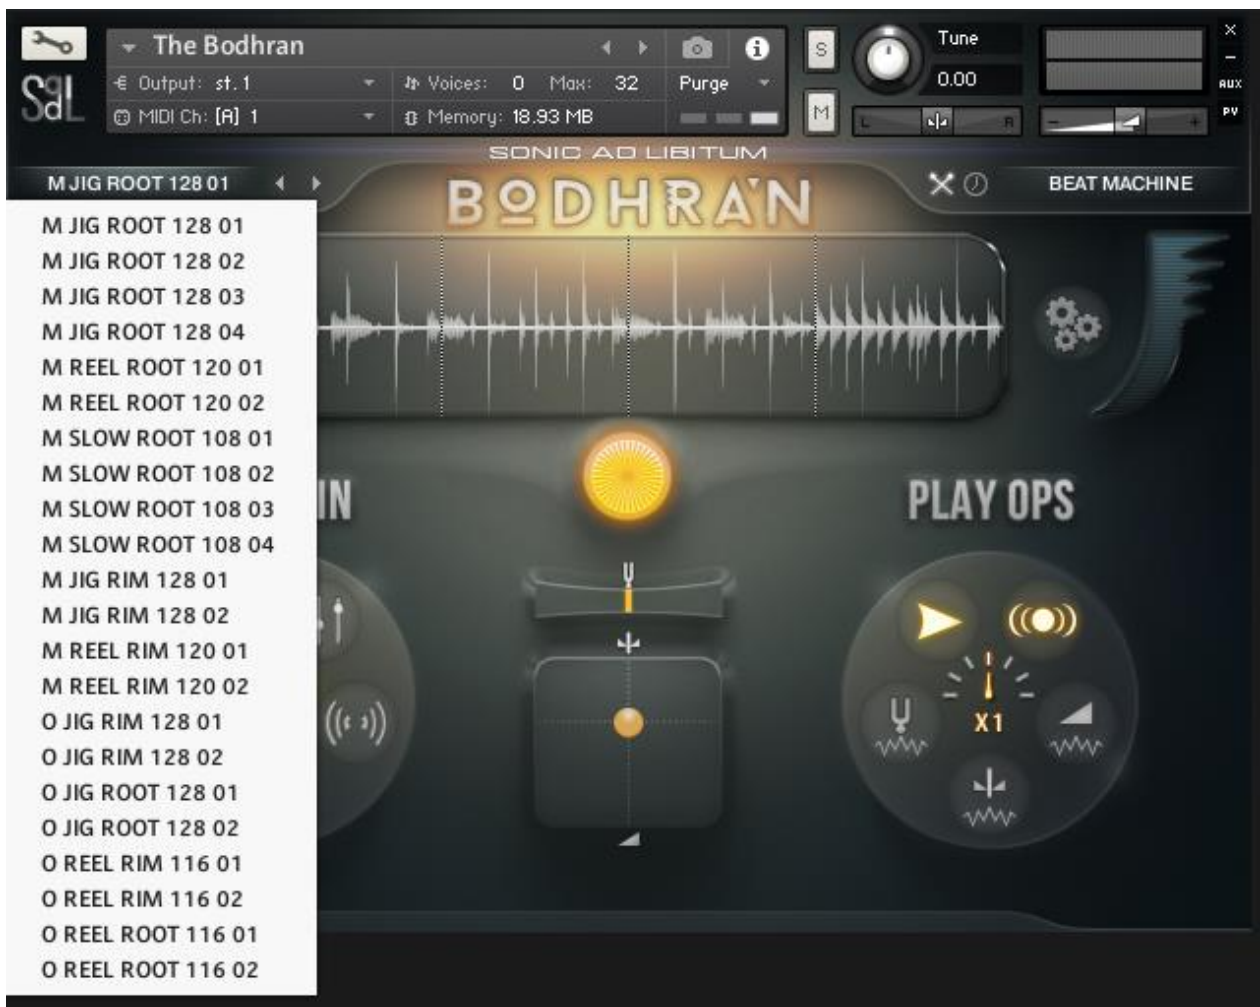 The Bodhran
S
Tune
×
Output: st. 1
Voices: 0 Max: 32
Purge
0.00
AUX
MIDI Ch: [A] 1
Memory: 18.93 MB
M
L
R
PV
SONIC AD LIBITUM
M JIG ROOT 128 01
BODHRÁN
BEAT MACHINE
M JIG ROOT 128 01
M JIG ROOT 128 02
M JIG ROOT 128 03
M JIG ROOT 128 04
M REEL ROOT 120 01
M REEL ROOT 120 02
M SLOW ROOT 108 01
M SLOW ROOT 108 02
M SLOW ROOT 108 03
M SLOW ROOT 108 04
M JIG RIM 128 01
M JIG RIM 128 02
M REEL RIM 120 01
M REEL RIM 120 02
O JIG RIM 128 01
O JIG RIM 128 02
O JIG ROOT 128 01
O JIG ROOT 128 02
O REEL RIM 116 01
O REEL RIM 116 02
O REEL ROOT 116 01
O REEL ROOT 116 02
IN
PLAY OPS
X1